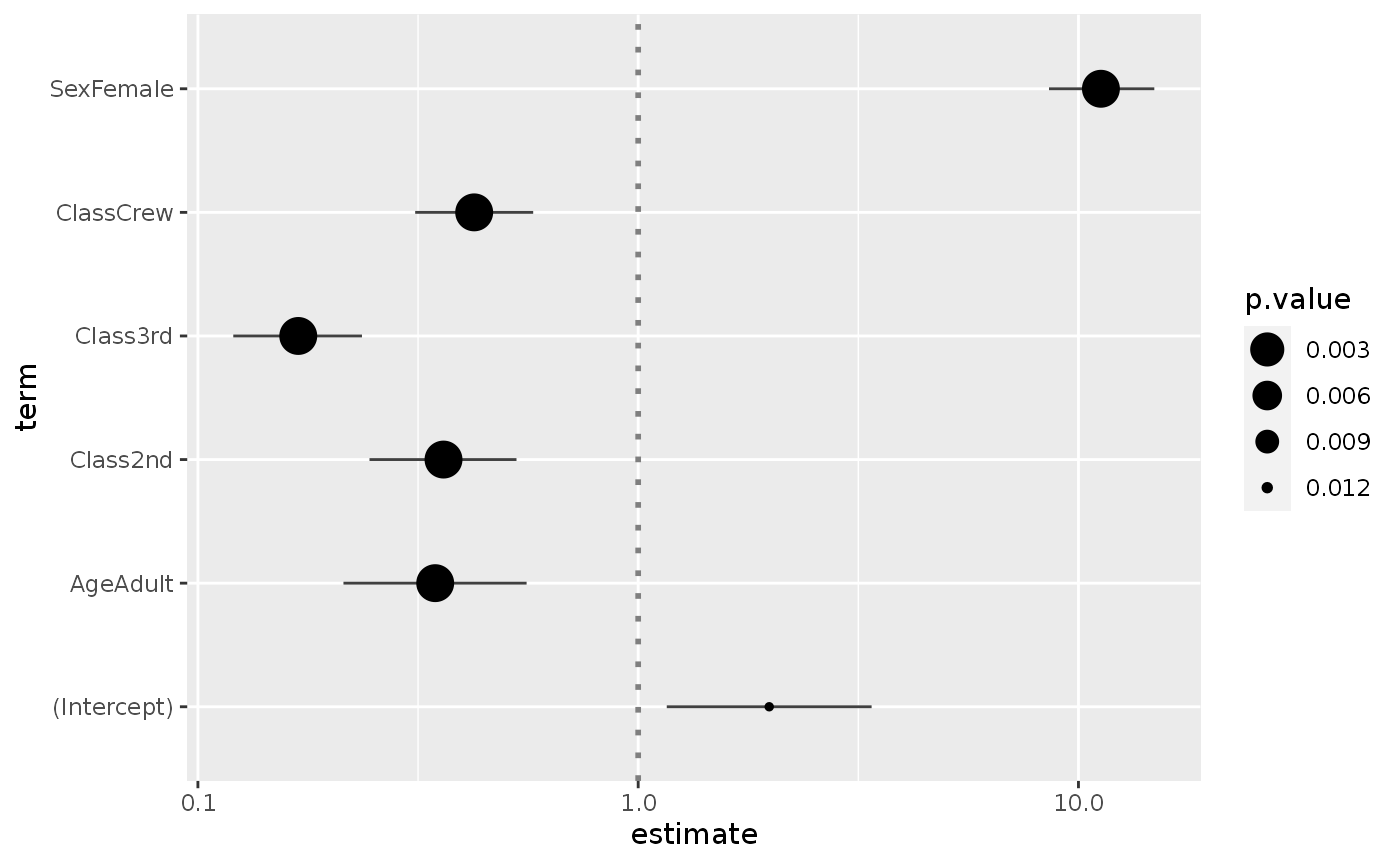 SexFemale
ClassCrew
Class3rd
Class2nd
AgeAdult
(Intercept)
term
0.1
1.0
10.0
estimate
p.value
0.003
0.006
0.009
0.012